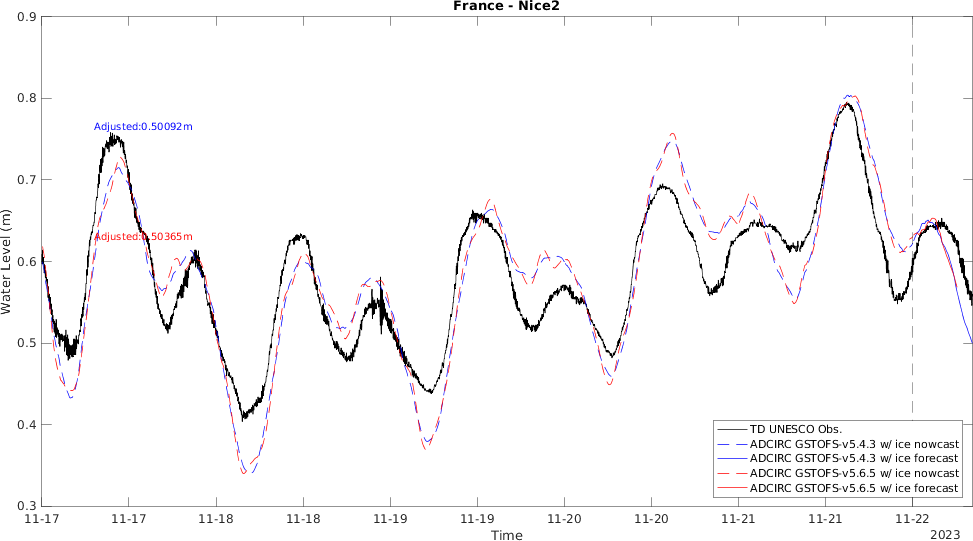 France - Nice2
0.9
0.8
0.7
0.6
0.5
0.4
0.3
Water Level (m)
Adjusted:0.50092m
Adjusted:0.50365m
TD UNESCO Obs.
ADCIRC GSTOFS-v5.4.3 w/ ice nowcast
ADCIRC GSTOFS-v5.4.3 w/ ice forecast
ADCIRC GSTOFS-v5.6.5 w/ ice nowcast
ADCIRC GSTOFS-v5.6.5 w/ ice forecast
11-17 11-17 11-18 11-18 11-19 11-19 11-20 11-20 11-21 11-21 11-22
Time
2023